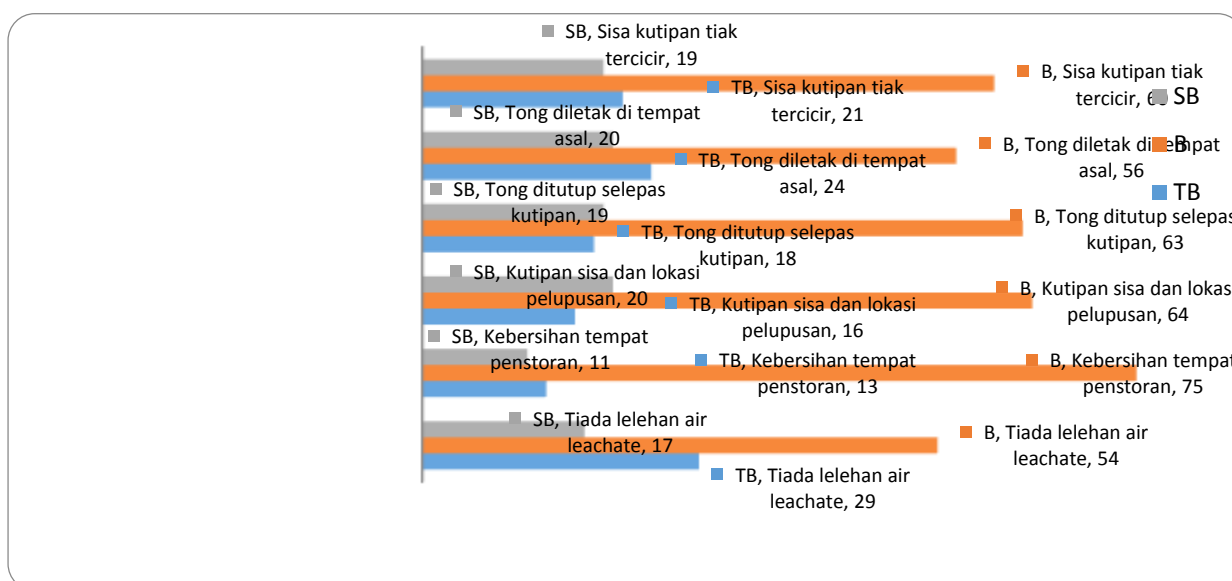 SB, Sisa kutipan tiak
tercicir, 19
B, Sisa kutipan tiak
tercicir, 60
TB, Sisa kutipan tiak
tercicir, 21
SB
SB, Tong diletak di tempat
asal, 20
B, Tong diletak di tempat
asal, 56
B
TB, Tong diletak di tempat
asal, 24
TB
SB, Tong ditutup selepas
kutipan, 19
B, Tong ditutup selepas
kutipan, 63
TB, Tong ditutup selepas
kutipan, 18
SB, Kutipan sisa dan lokasi
pelupusan, 20
B, Kutipan sisa dan lokasi
pelupusan, 64
TB, Kutipan sisa dan lokasi
pelupusan, 16
SB, Kebersihan tempat
penstoran, 11
TB, Kebersihan tempat
penstoran, 13
B, Kebersihan tempat
penstoran, 75
SB, Tiada lelehan air
leachate, 17
B, Tiada lelehan air
leachate, 54
TB, Tiada lelehan air
leachate, 29